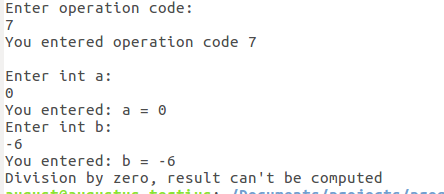 Enter operation code:
7
You entered operation code 7
Enter int a:
0
You entered: a = 0
Enter int b:
-6
You entered: b = -6
Division by zero, result can't be computed